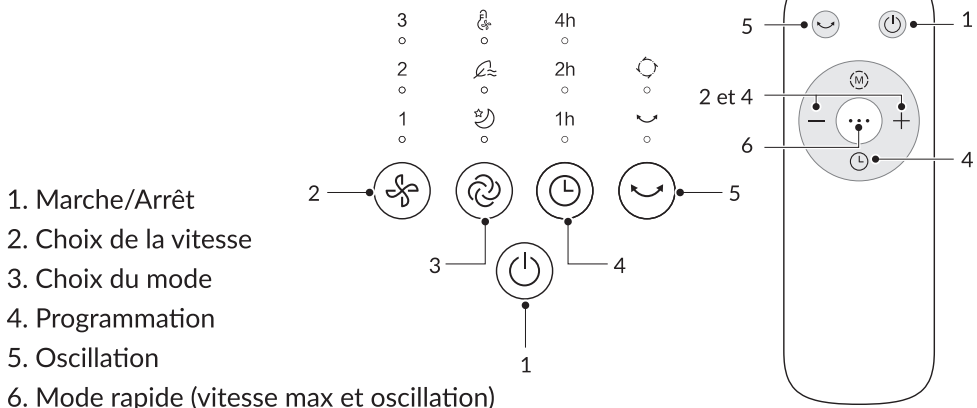 3 4h
2 2h
1 1h
2 5
3 4
1
5 1
M
2 et 4
6
4
1. Marche/Arrêt
2. Choix de la vitesse
3. Choix du mode
4. Programmation
5. Oscillation
6. Mode rapide (vitesse max et oscillation)